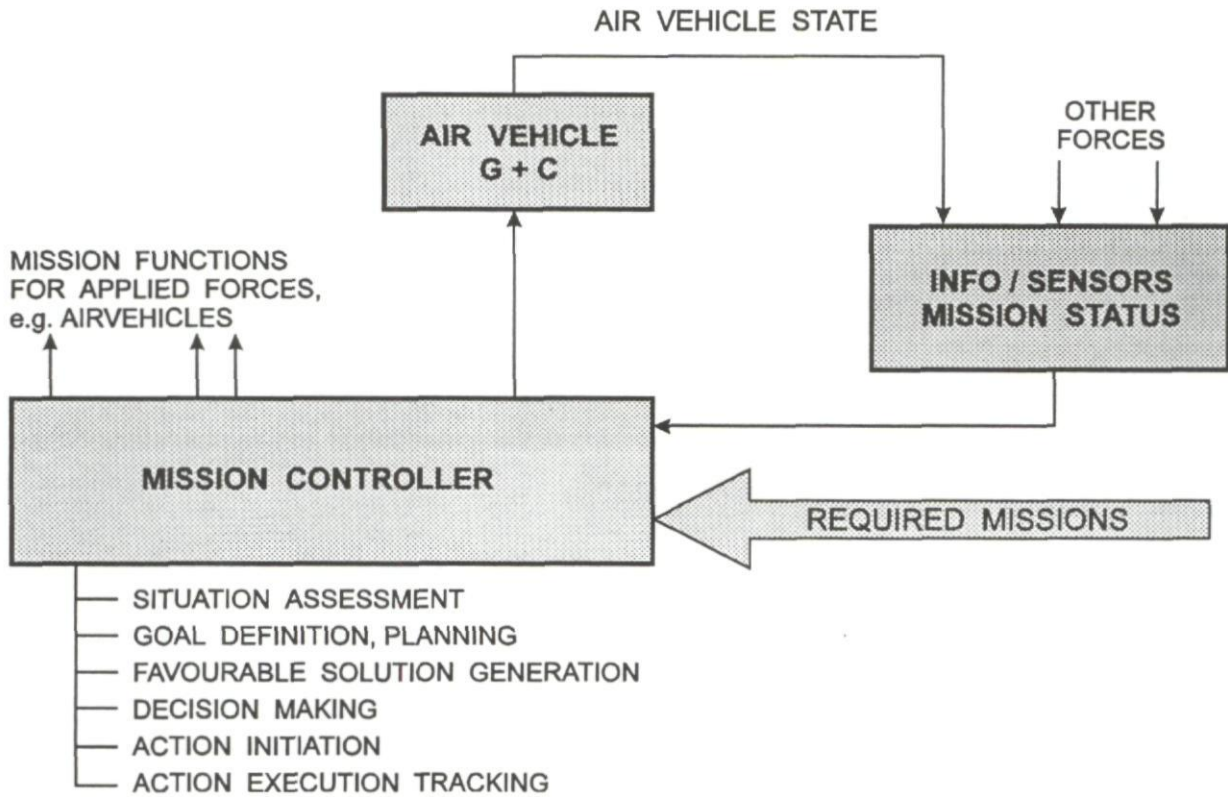 AIR VEHICLE STATE
AIR VEHICLE
G + C
OTHER
FORCES
MISSION FUNCTIONS
FOR APPLIED FORCES,
e.g. AIRVEHICLES
INFO / SENSORS
MISSION STATUS
MISSION CONTROLLER
REQUIRED MISSIONS
SITUATION ASSESSMENT
GOAL DEFINITION, PLANNING
FAVOURABLE SOLUTION GENERATION
DECISION MAKING
ACTION INITIATION
ACTION EXECUTION TRACKING